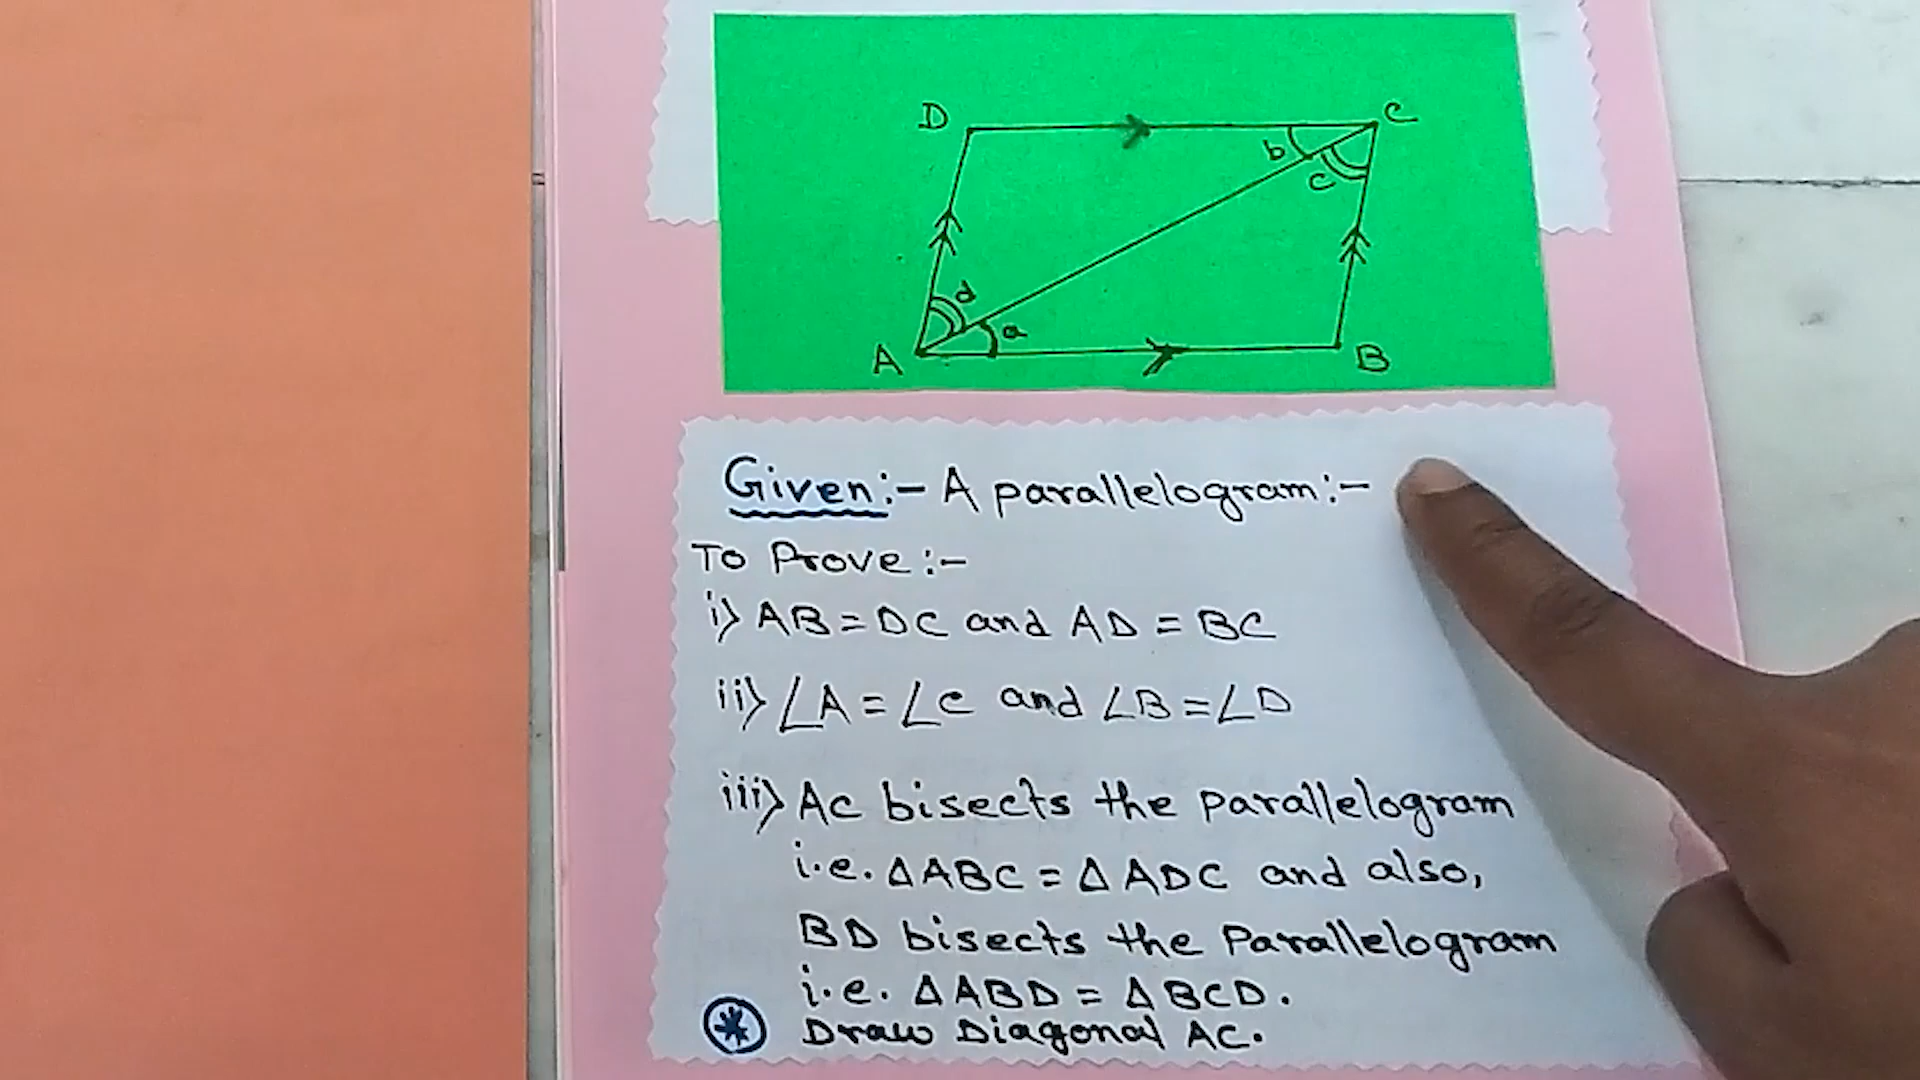 D
C
b
c
d
a
A
B
Given:- A parallelogram:-
To Prove:-
i) AB = DC and AD = BC
ii) ∠A = ∠C and ∠B = ∠D
iii) AC bisects the parallelogram
i.e. ΔABC = ΔADC and also,
BD bisects the Parallelogram
i.e. ΔABD = ΔBCD.
* Draw Diagonal AC.